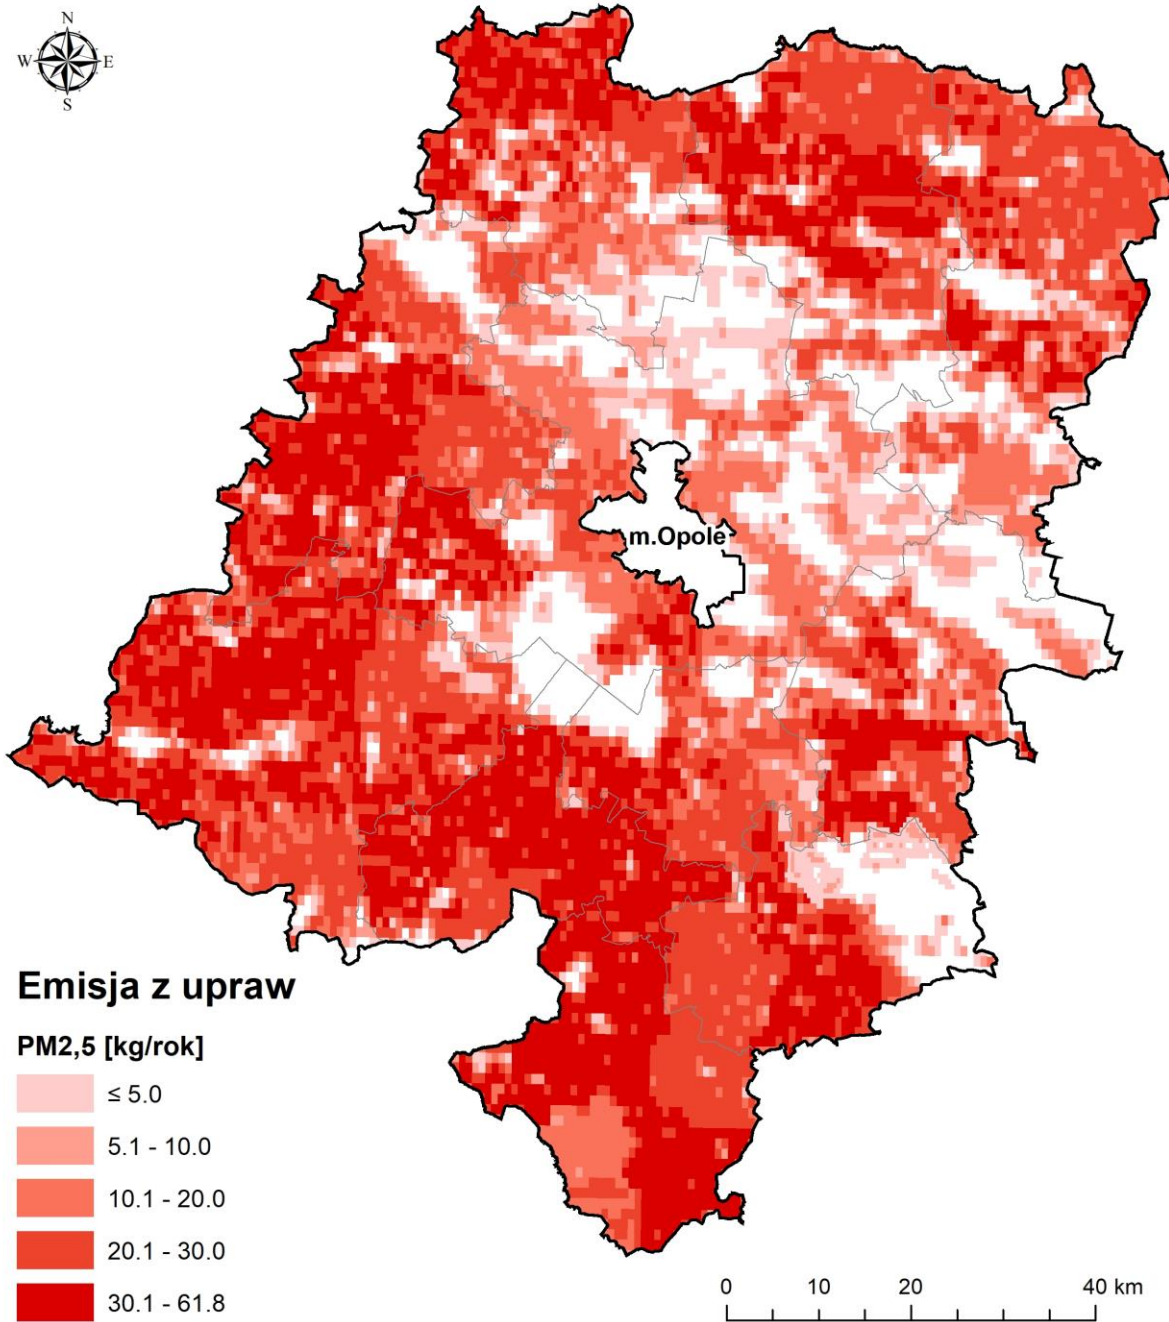 N
W E
S
m.Opole
Emisja z upraw
PM2,5 [kg/rok]
≤ 5.0
5.1 - 10.0
10.1 - 20.0
20.1 - 30.0
30.1 - 61.8
0 10 20 40 km